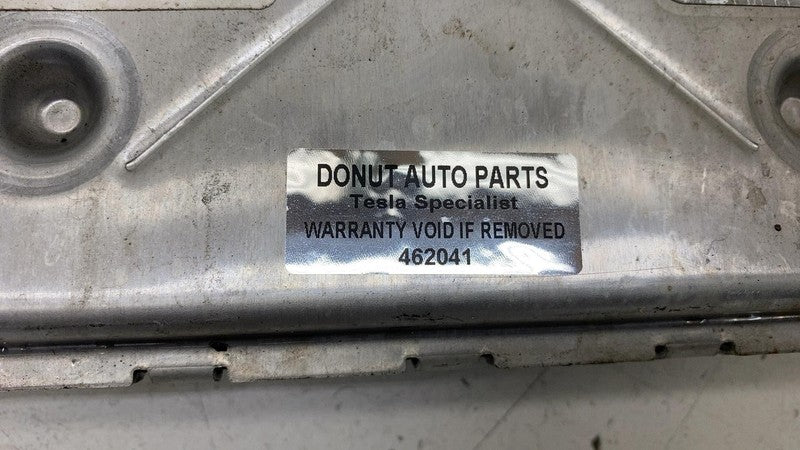 DONUT AUTO PARTS
Tesla Specialist
WARRANTY VOID IF REMOVED
462041